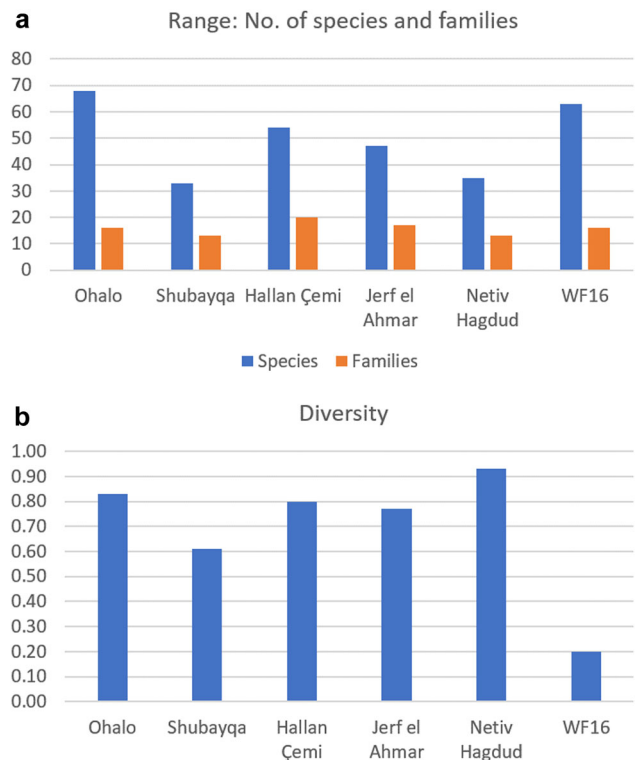 a
Range: No. of species and families
80
70
60
50
40
30
20
10
0
Ohalo Shubayqa Hallan Çemi Jerf el Ahmar Netiv Hagdud WF16
Species Families
b
Diversity
1.00
0.90
0.80
0.70
0.60
0.50
0.40
0.30
0.20
0.10
0.00
Ohalo Shubayqa Hallan Çemi Jerf el Ahmar Netiv Hagdud WF16